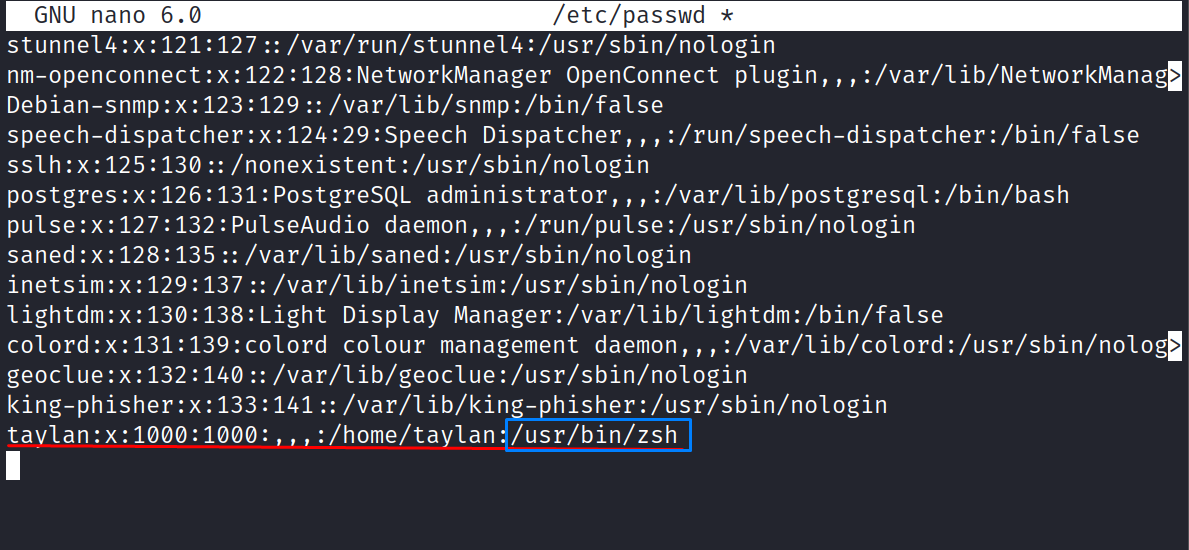 GNU nano 6.0 /etc/passwd *
stunnel4:x:121:127::/var/run/stunnel4:/usr/sbin/nologin
nm-openconnect:x:122:128:NetworkManager OpenConnect plugin,,,:/var/lib/NetworkManag>
Debian-snmp:x:123:129::/var/lib/snmp:/bin/false
speech-dispatcher:x:124:29:Speech Dispatcher,,,:/run/speech-dispatcher:/bin/false
sslh:x:125:130::/nonexistent:/usr/sbin/nologin
postgres:x:126:131:PostgreSQL administrator,,,:/var/lib/postgresql:/bin/bash
pulse:x:127:132:PulseAudio daemon,,,:/run/pulse:/usr/sbin/nologin
saned:x:128:135::/var/lib/saned:/usr/sbin/nologin
inetsim:x:129:137::/var/lib/inetsim:/usr/sbin/nologin
lightdm:x:130:138:Light Display Manager:/var/lib/lightdm:/bin/false
colord:x:131:139:colord colour management daemon,,,:/var/lib/colord:/usr/sbin/nolog>
geoclue:x:132:140::/var/lib/geoclue:/usr/sbin/nologin
king-phisher:x:133:141::/var/lib/king-phisher:/usr/sbin/nologin
taylan:x:1000:1000:,,,:/home/taylan:/usr/bin/zsh